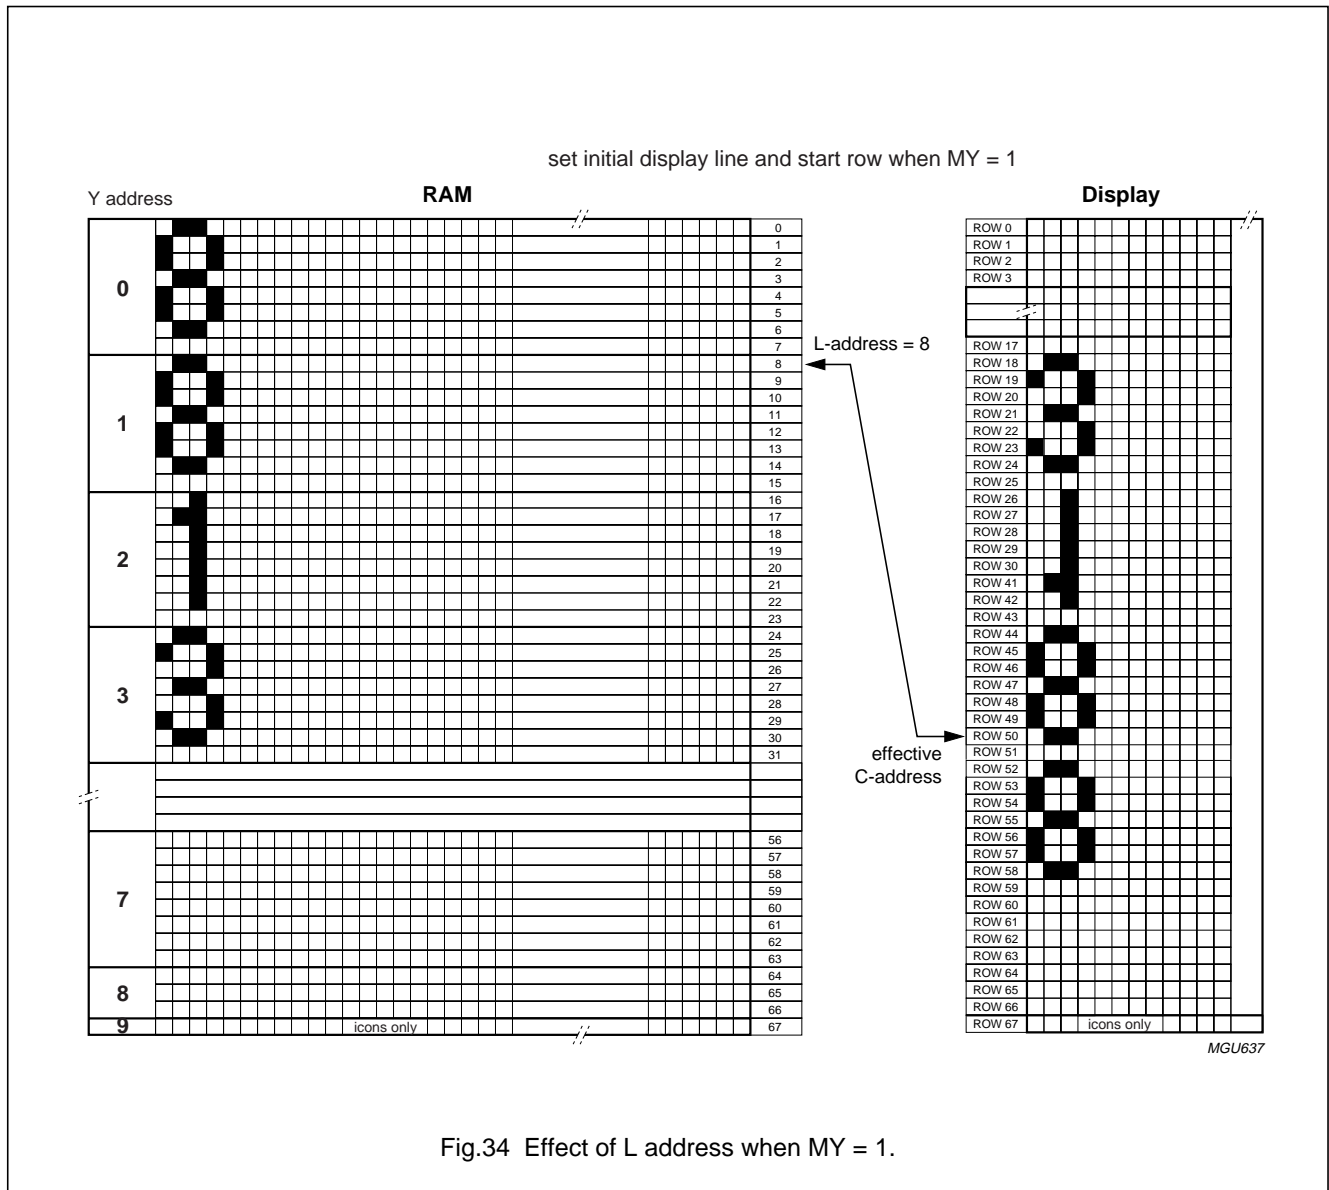 set initial display line and start row when MY = 1
Y address
RAM
Display
0
1
2
3
7
8
9
icons only
0
1
2
3
4
5
6
7
8
9
10
11
12
13
14
15
16
17
18
19
20
21
22
23
24
25
26
27
28
29
30
31
56
57
58
59
60
61
62
63
64
65
66
67
L-address = 8
effective
C-address
ROW 0
ROW 1
ROW 2
ROW 3
ROW 17
ROW 18
ROW 19
ROW 20
ROW 21
ROW 22
ROW 23
ROW 24
ROW 25
ROW 26
ROW 27
ROW 28
ROW 29
ROW 30
ROW 41
ROW 42
ROW 43
ROW 44
ROW 45
ROW 46
ROW 47
ROW 48
ROW 49
ROW 50
ROW 51
ROW 52
ROW 53
ROW 54
ROW 55
ROW 56
ROW 57
ROW 58
ROW 59
ROW 60
ROW 61
ROW 62
ROW 63
ROW 64
ROW 65
ROW 66
ROW 67
icons only
MGU637
Fig.34 Effect of L address when MY = 1.